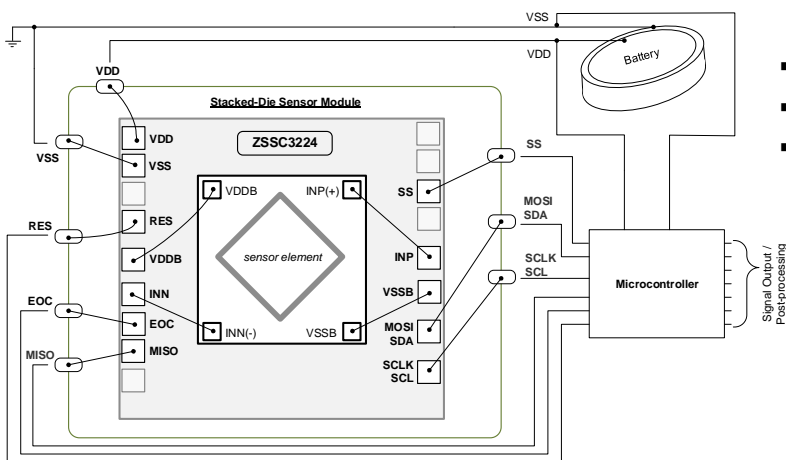 VSS
VDD
Battery
VDD
Stacked-Die Sensor Module
ZSSC3224
VDD
VSS
VSS
SS
SS
VDDB
INP(+)
MOSI
SDA
RES
RES
sensor element
VDDB
INP
SCLK
SCL
Microcontroller
Signal Output /
Post-processing
INN
VSSB
EOC
EOC
INN(-)
VSSB
MOSI
SDA
MISO
MISO
SCLK
SCL